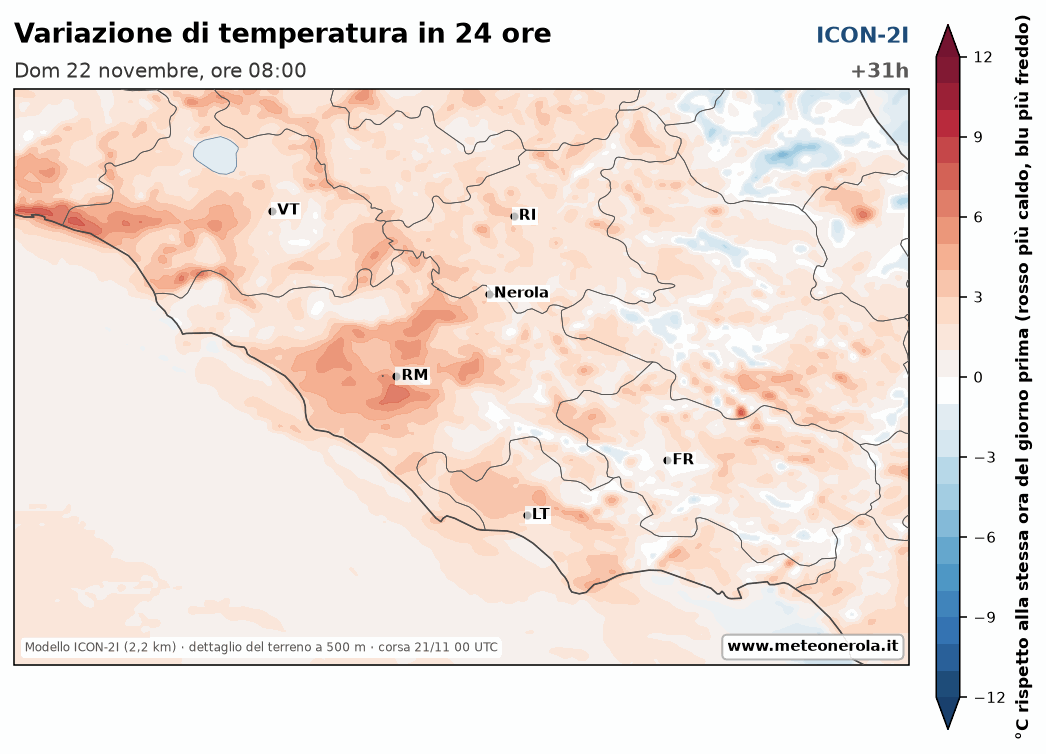 Variazione di temperatura in 24 ore
ICON-2I
Dom 22 novembre, ore 08:00
+31h
VT
RI
Nerola
RM
FR
LT
Modello ICON-2I (2,2 km) · dettaglio del terreno a 500 m · corsa 21/11 00 UTC
www.meteonerola.it
12
9
6
3
0
−3
−6
−9
−12
°C rispetto alla stessa ora del giorno prima (rosso più caldo, blu più freddo)